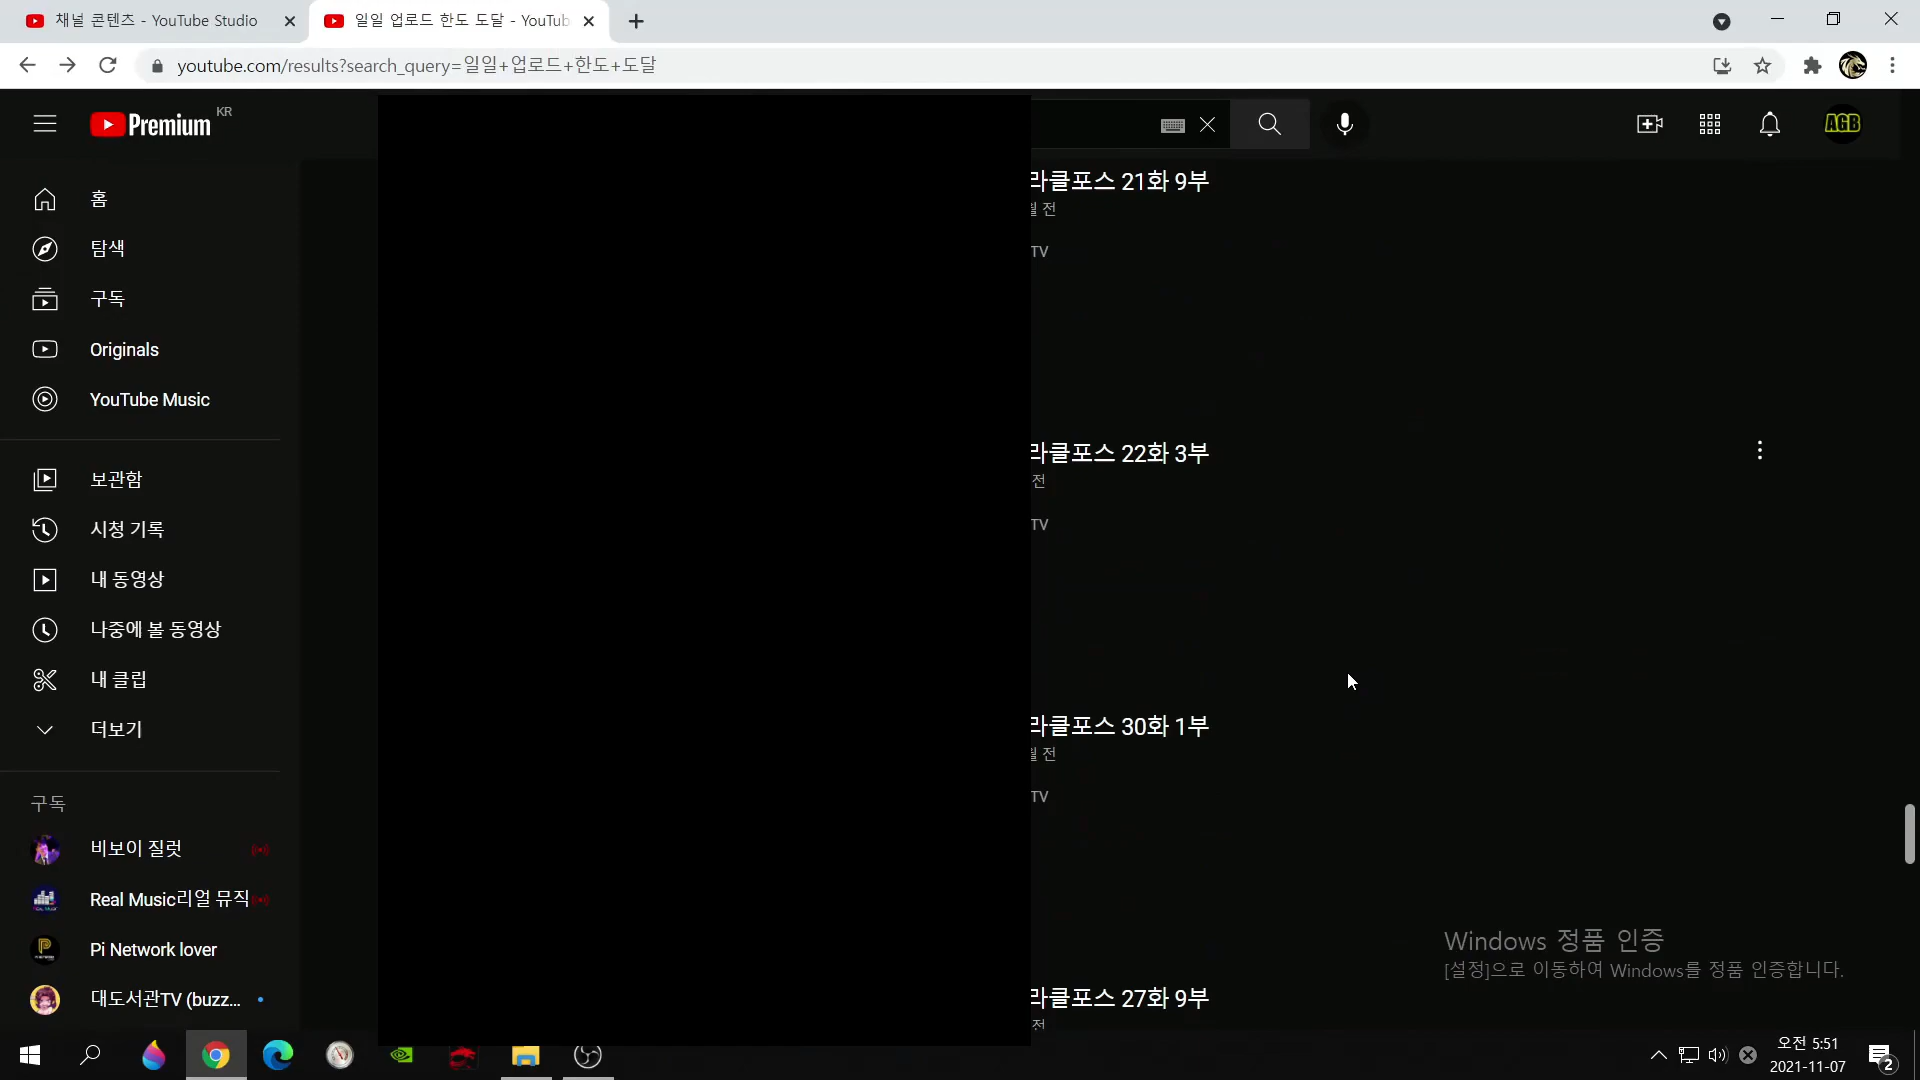 채널 콘텐츠 - YouTube Studio
일일 업로드 한도 도달 - YouTub
youtube.com/results?search_query=일일+업로드+한도+도달
Premium KR
AGB
홈
탐색
구독
Originals
YouTube Music
보관함
시청 기록
내 동영상
나중에 볼 동영상
내 클립
더보기
구독
비보이 질럿
Real Music리얼 뮤직
Pi Network lover
대도서관TV (buzz...
라클포스 21화 9부
월 전
TV
라클포스 22화 3부
전
TV
라클포스 30화 1부
월 전
TV
라클포스 27화 9부
전
Windows 정품 인증
[설정]으로 이동하여 Windows를 정품 인증합니다.
오전 5:51
2021-11-07
2